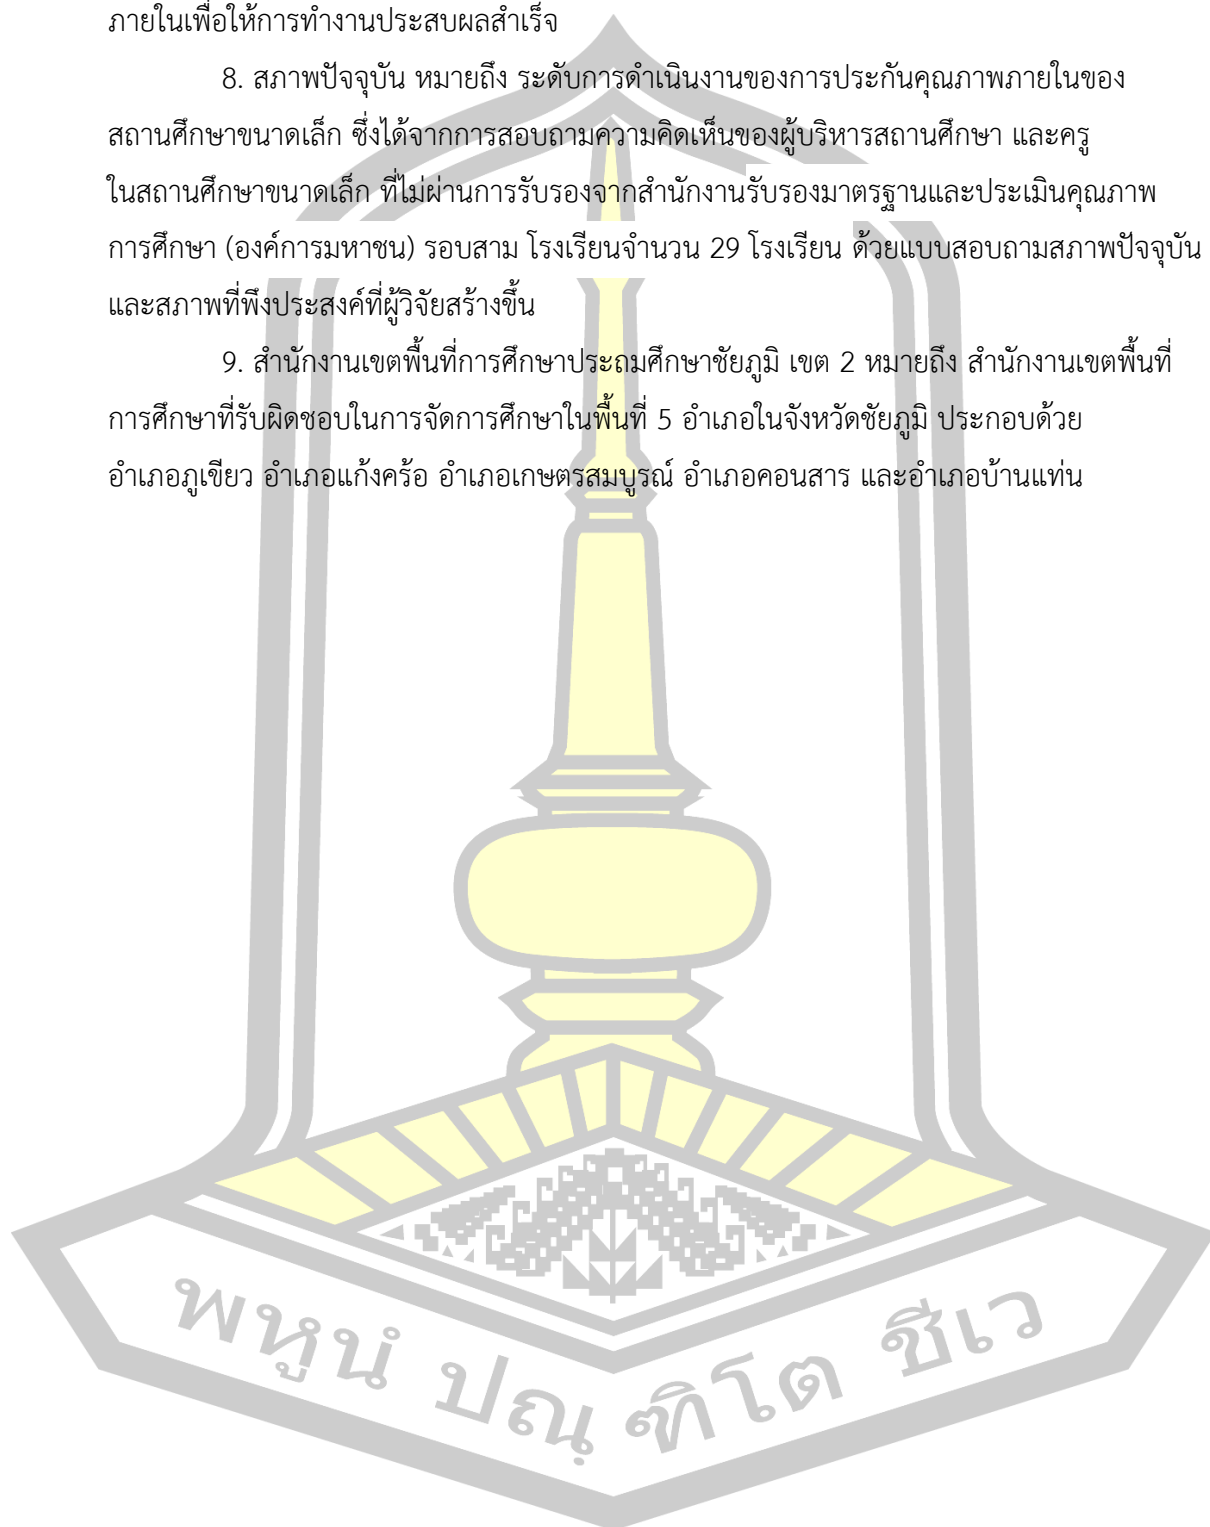 ภายในเพื่อให้การทำงานประสบผลสำเร็จ
8. สภาพปัจจุบัน หมายถึง ระดับการดำเนินงานของการประกันคุณภาพภายในของ
สถานศึกษาขนาดเล็ก ซึ่งได้จากการสอบถามความคิดเห็นของผู้บริหารสถานศึกษา และครู
ในสถานศึกษาขนาดเล็ก ที่ไม่ผ่านการรับรองจากสำนักงานรับรองมาตรฐานและประเมินคุณภาพ
การศึกษา (องค์การมหาชน) รอบสาม โรงเรียนจำนวน 29 โรงเรียน ด้วยแบบสอบถามสภาพปัจจุบัน
และสภาพที่พึงประสงค์ที่ผู้วิจัยสร้างขึ้น
9. สำนักงานเขตพื้นที่การศึกษาประถมศึกษาชัยภูมิ เขต 2 หมายถึง สำนักงานเขตพื้นที่
การศึกษาที่รับผิดชอบในการจัดการศึกษาในพื้นที่ 5 อำเภอในจังหวัดชัยภูมิ ประกอบด้วย
อำเภอภูเขียว อำเภอแก้งคร้อ อำเภอเกษตรสมบูรณ์ อำเภอคอนสาร และอำเภอบ้านแท่น
พหูนํ ปณฺฑิโต ชีเว